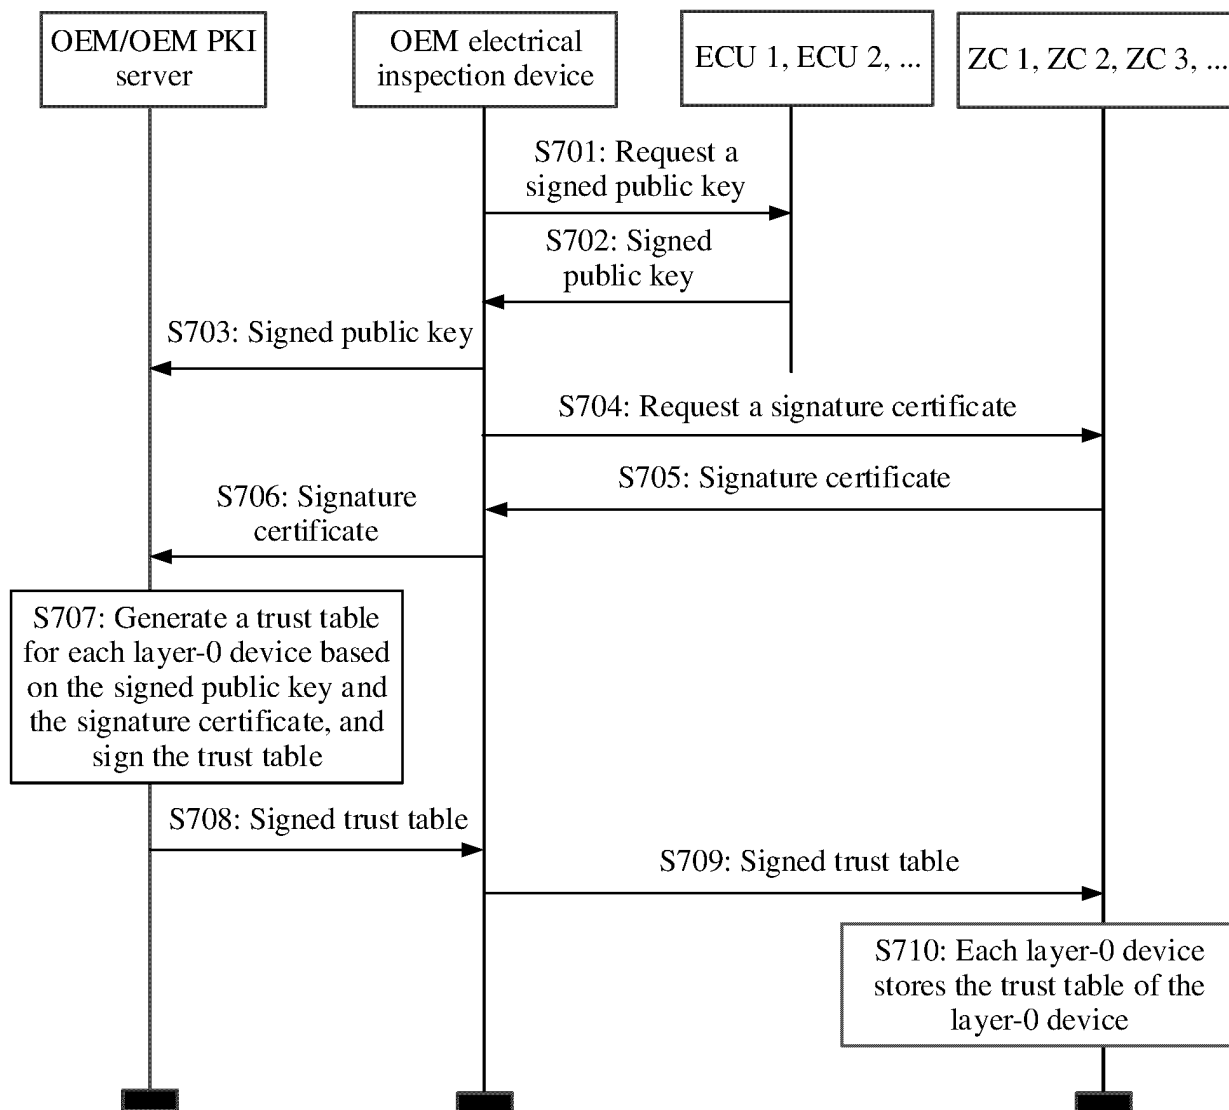 OEM/OEM PKI
server
OEM electrical
inspection device
ECU 1, ECU 2, ...
ZC 1, ZC 2, ZC 3, ...
S701: Request a
signed public key
S702: Signed
public key
S703: Signed public key
S704: Request a signature certificate
S705: Signature certificate
S706: Signature
certificate
S707: Generate a trust table
for each layer-0 device based
on the signed public key and
the signature certificate, and
sign the trust table
S708: Signed trust table
S709: Signed trust table
S710: Each layer-0 device
stores the trust table of the
layer-0 device